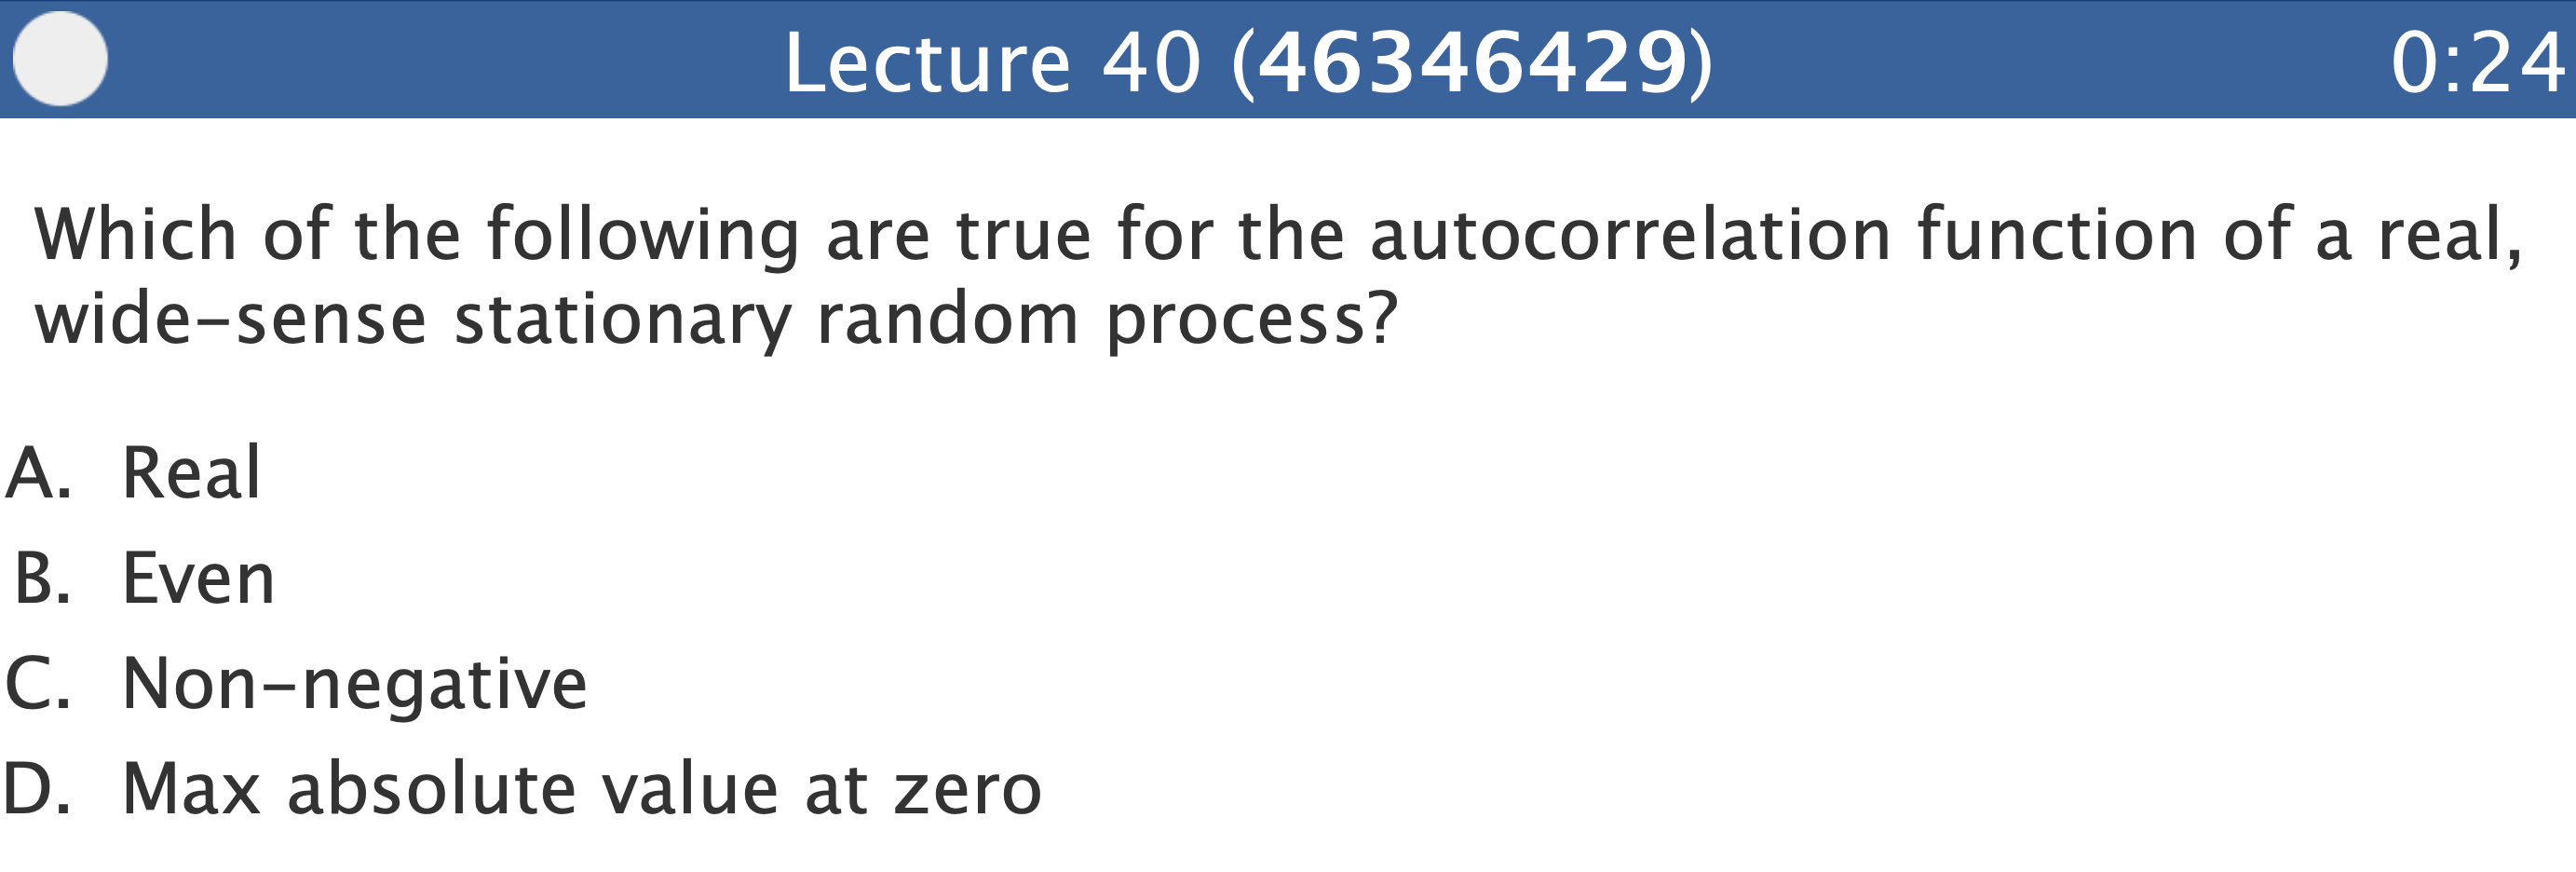 Lecture 40 (46346429)
0:24
Which of the following are true for the autocorrelation function of a real,
wide-sense stationary random process?
A. Real
B. Even
C. Non-negative
D. Max absolute value at zero